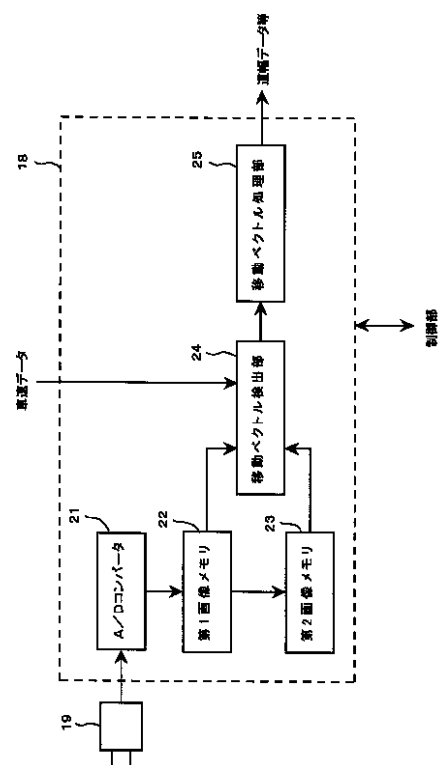 19
18
21
A/Dコンバータ
22
第1画像メモリ
23
第2画像メモリ
車速データ
24
移動ベクトル検出部
25
移動ベクトル処理部
道幅データ等
制御部